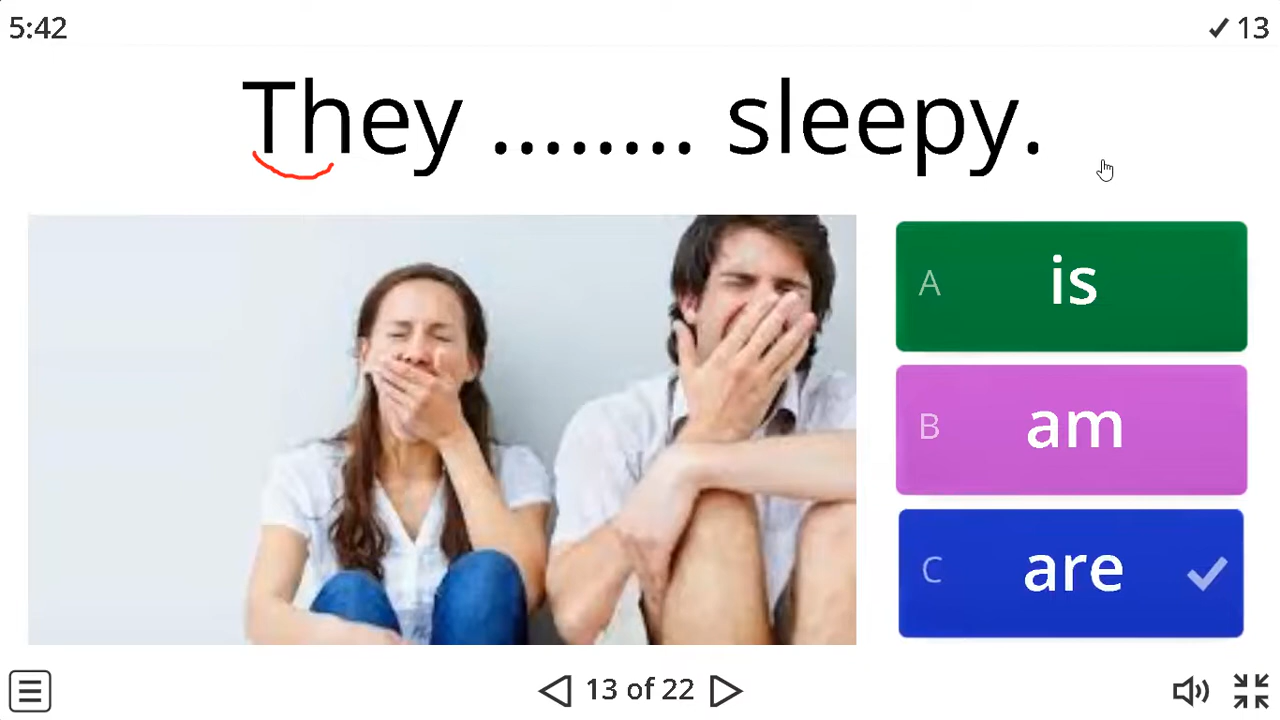 5:42
✓ 13
They ........ sleepy.
A is
B am
C are ✓
13 of 22